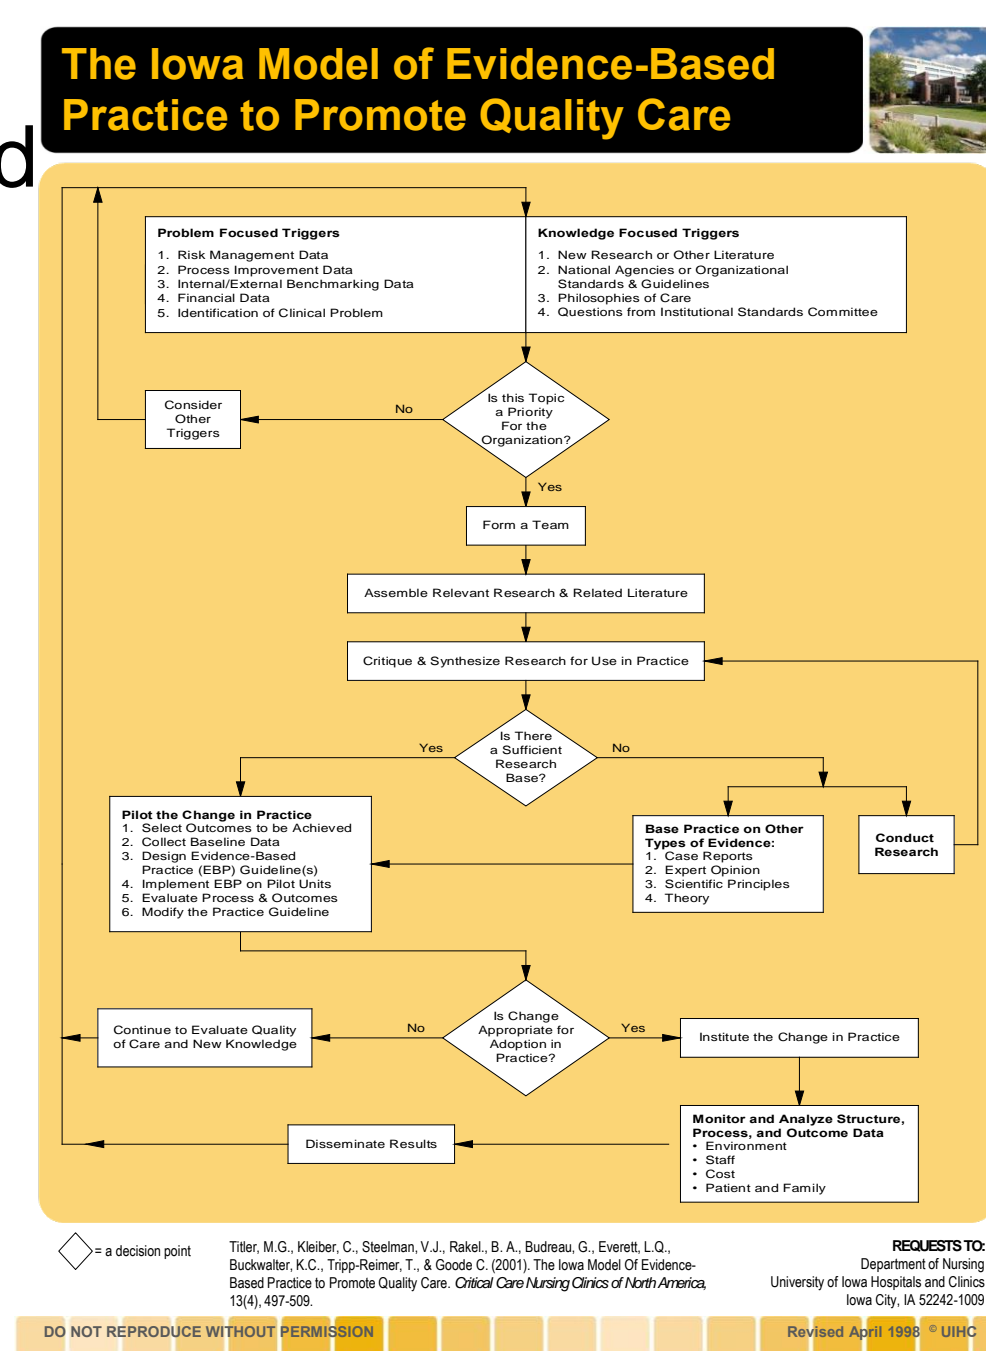 The Iowa Model of Evidence-Based
Practice to Promote Quality Care
d
Problem Focused Triggers
1. Risk Management Data
2. Process Improvement Data
3. Internal/External Benchmarking Data
4. Financial Data
5. Identification of Clinical Problem
Knowledge Focused Triggers
1. New Research or Other Literature
2. National Agencies or Organizational
Standards & Guidelines
3. Philosophies of Care
4. Questions from Institutional Standards Committee
Is this Topic
a Priority
For the
Organization?
No
Consider
Other
Triggers
Yes
Form a Team
Assemble Relevant Research & Related Literature
Critique & Synthesize Research for Use in Practice
Is There
a Sufficient
Research
Base?
Yes
No
Pilot the Change in Practice
1. Select Outcomes to be Achieved
2. Collect Baseline Data
3. Design Evidence-Based
Practice (EBP) Guideline(s)
4. Implement EBP on Pilot Units
5. Evaluate Process & Outcomes
6. Modify the Practice Guideline
Base Practice on Other
Types of Evidence:
1. Case Reports
2. Expert Opinion
3. Scientific Principles
4. Theory
Conduct
Research
Is Change
Appropriate for
Adoption in
Practice?
No
Yes
Continue to Evaluate Quality
of Care and New Knowledge
Institute the Change in Practice
Monitor and Analyze Structure,
Process, and Outcome Data
• Environment
• Staff
• Cost
• Patient and Family
Disseminate Results
= a decision point
Titler, M.G., Kleiber, C., Steelman, V.J., Rakel., B. A., Budreau, G., Everett, L.Q.,
Buckwalter, K.C., Tripp-Reimer, T., & Goode C. (2001). The Iowa Model Of Evidence-
Based Practice to Promote Quality Care. Critical Care Nursing Clinics of North America,
13(4), 497-509.
REQUESTS TO:
Department of Nursing
University of Iowa Hospitals and Clinics
Iowa City, IA 52242-1009
DO NOT REPRODUCE WITHOUT PERMISSION
Revised April 1998 © UIHC